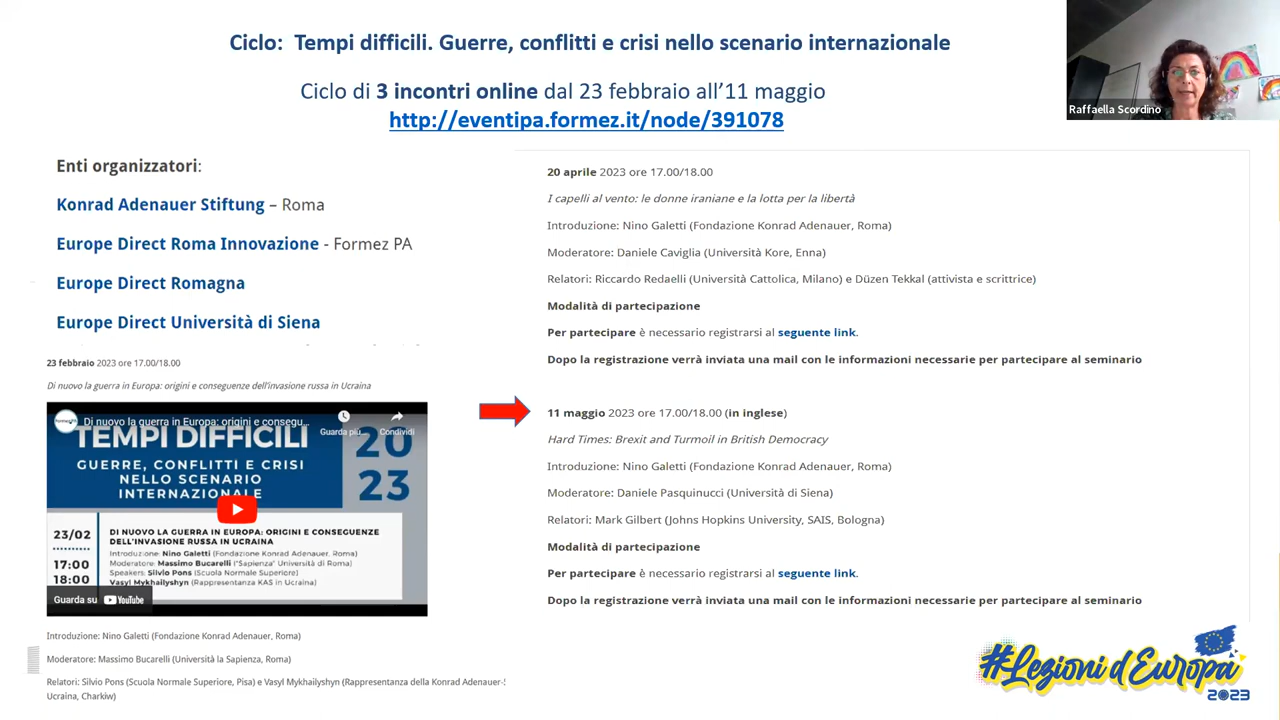 Ciclo: Tempi difficili. Guerre, conflitti e crisi nello scenario internazionale
Ciclo di 3 incontri online dal 23 febbraio all’11 maggio
http://eventipa.formez.it/node/391078
Raffaella Scordino
Enti organizzatori:
Konrad Adenauer Stiftung – Roma
Europe Direct Roma Innovazione - Formez PA
Europe Direct Romagna
Europe Direct Università di Siena
23 febbraio 2023 ore 17.00/18.00
Di nuovo la guerra in Europa: origini e conseguenze dell’invasione russa in Ucraina
Di nuovo la guerra in Europa: origini e consegu...
Guarda più...
Condividi
TEMPI DIFFICILI
GUERRE, CONFLITTI E CRISI
NELLO SCENARIO
INTERNAZIONALE
20
23
23/02
17:00
18:00
DI NUOVO LA GUERRA IN EUROPA: ORIGINI E CONSEGUENZE
DELL'INVASIONE RUSSA IN UCRAINA
Introduzione: Nino Galetti (Fondazione Konrad Adenauer, Roma)
Moderatore: Massimo Bucarelli ("Sapienza" Università di Roma)
Speakers: Silvio Pons (Scuola Normale Superiore)
Vasyl Mykhailyshyn (Rappresentanza KAS in Ucraina)
Guarda su YouTube
Introduzione: Nino Galetti (Fondazione Konrad Adenauer, Roma)
Moderatore: Massimo Bucarelli (Università la Sapienza, Roma)
Relatori: Silvio Pons (Scuola Normale Superiore, Pisa) e Vasyl Mykhailyshyn (Rappresentanza della Konrad Adenauer-
Ucraina, Charkiw)
20 aprile 2023 ore 17.00/18.00
I capelli al vento: le donne iraniane e la lotta per la libertà
Introduzione: Nino Galetti (Fondazione Konrad Adenauer, Roma)
Moderatore: Daniele Caviglia (Università Kore, Enna)
Relatori: Riccardo Redaelli (Università Cattolica, Milano) e Düzen Tekkal (attivista e scrittrice)
Modalità di partecipazione
Per partecipare è necessario registrarsi al seguente link.
Dopo la registrazione verrà inviata una mail con le informazioni necessarie per partecipare al seminario
11 maggio 2023 ore 17.00/18.00 (in inglese)
Hard Times: Brexit and Turmoil in British Democracy
Introduzione: Nino Galetti (Fondazione Konrad Adenauer, Roma)
Moderatore: Daniele Pasquinucci (Università di Siena)
Relatori: Mark Gilbert (Johns Hopkins University, SAIS, Bologna)
Modalità di partecipazione
Per partecipare è necessario registrarsi al seguente link.
Dopo la registrazione verrà inviata una mail con le informazioni necessarie per partecipare al seminario
#Lezioni d'Europa
2023